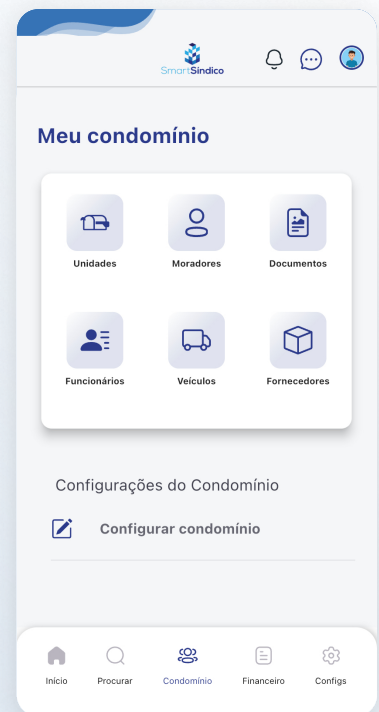 SmartSíndico
Meu condomínio
Unidades
Moradores
Documentos
Funcionários
Veículos
Fornecedores
Configurações do Condomínio
Configurar condomínio
Início
Procurar
Condomínio
Financeiro
Configs